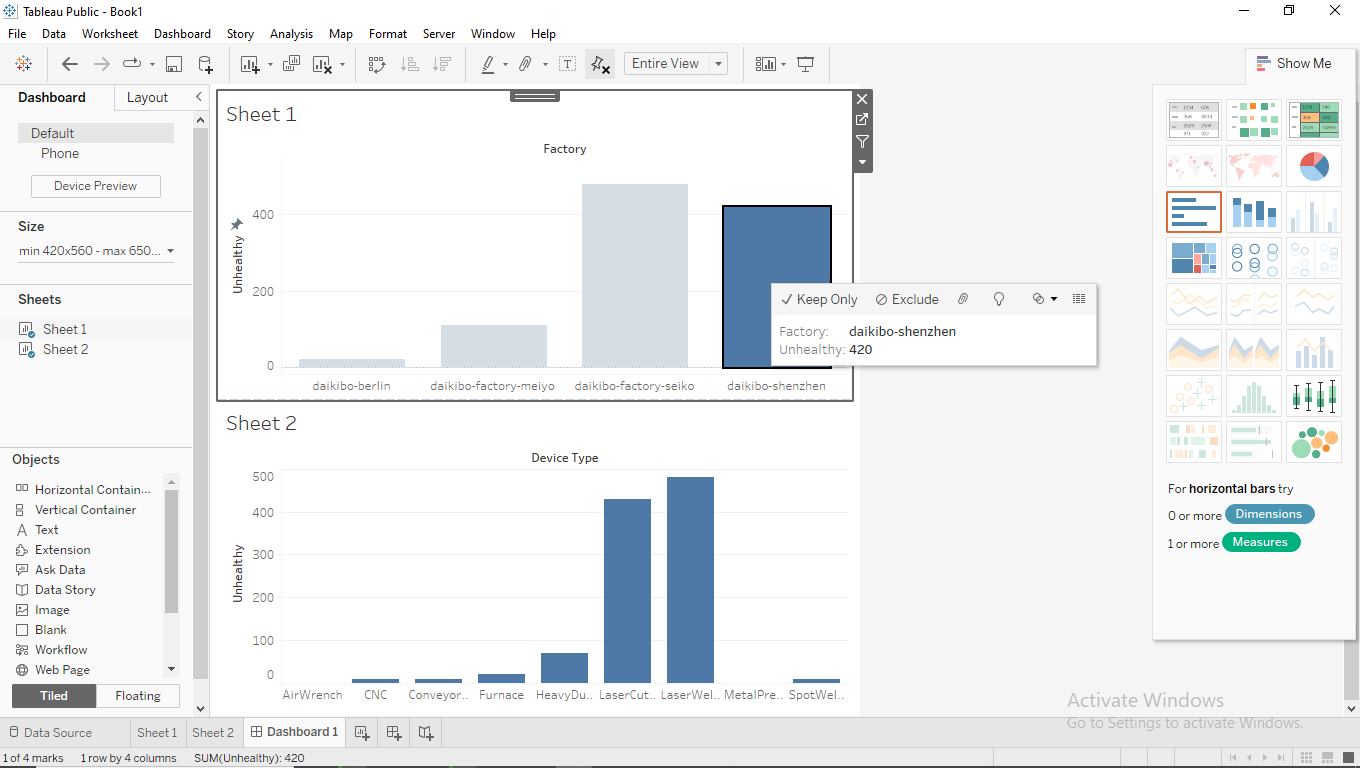 Tableau Public - Book1
File Data Worksheet Dashboard Story Analysis Map Format Server Window Help
Entire View
Show Me
Dashboard Layout
Default
Phone
Device Preview
Size
min 420x560 - max 650...
Sheets
Sheet 1
Sheet 2
Objects
Horizontal Contain...
Vertical Container
Text
Extension
Ask Data
Data Story
Image
Blank
Workflow
Web Page
Tiled Floating
Sheet 1
Factory
Unhealthy
400
200
0
daikibo-berlin daikibo-factory-meiyo daikibo-factory-seiko daikibo-shenzhen
Keep Only Exclude
Factory: daikibo-shenzhen
Unhealthy: 420
Sheet 2
Device Type
Unhealthy
500
400
300
200
100
0
AirWrench CNC Conveyor.. Furnace HeavyDu.. LaserCut.. LaserWel.. MetalPre.. SpotWel..
For horizontal bars try
0 or more Dimensions
1 or more Measures
Activate Windows
Go to Settings to activate Windows.
Data Source Sheet 1 Sheet 2 Dashboard 1
1 of 4 marks 1 row by 4 columns SUM(Unhealthy): 420